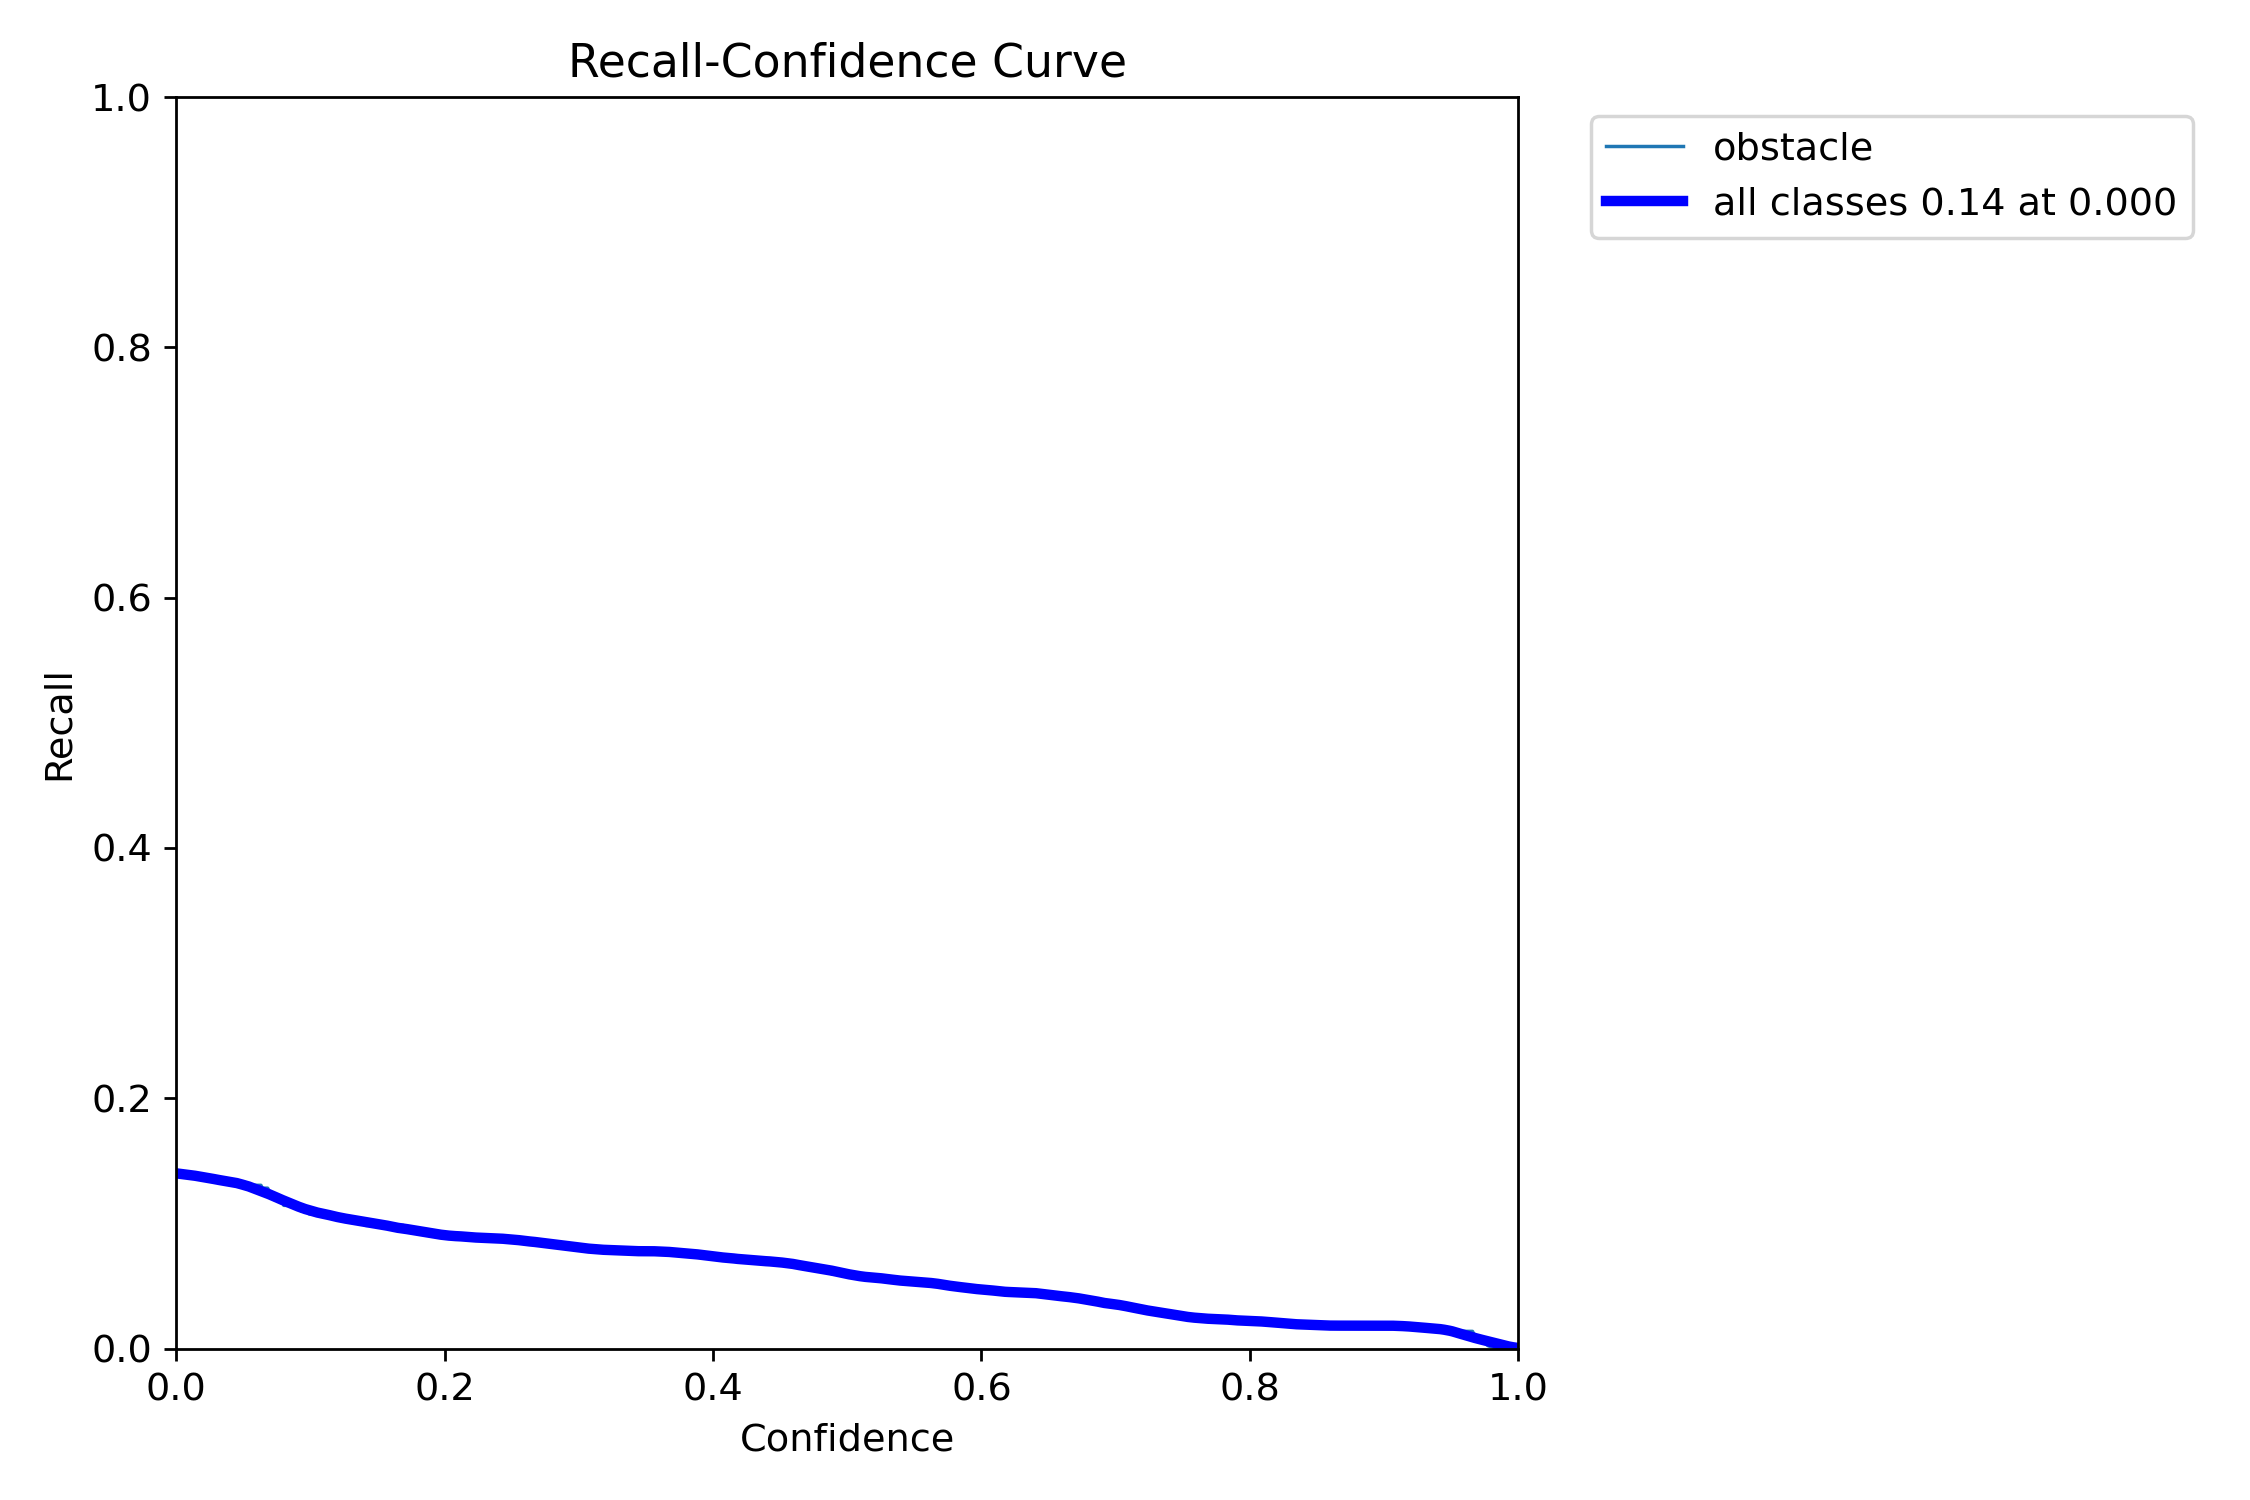 Recall-Confidence Curve
1.0
0.8
0.6
0.4
0.2
0.0
Recall
0.0 0.2 0.4 0.6 0.8 1.0
Confidence
obstacle
all classes 0.14 at 0.000